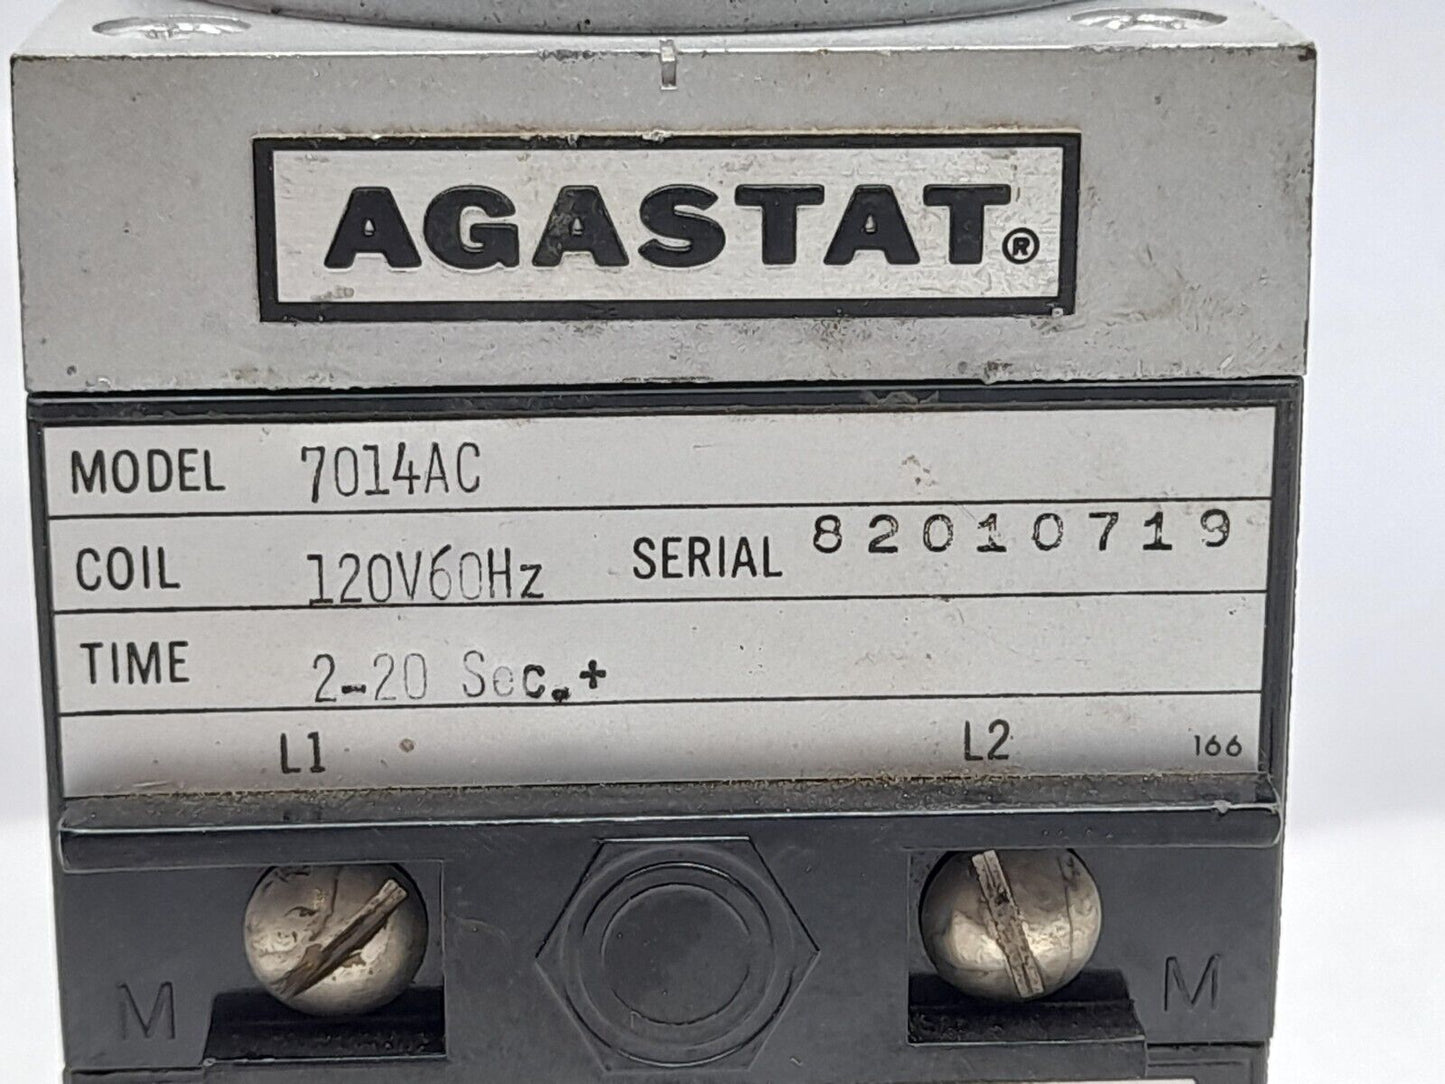 AGASTAT®
MODEL 7014AC
COIL 120V60Hz SERIAL 82010719
TIME 2-20 Sec.+
L1 L2 166
M M